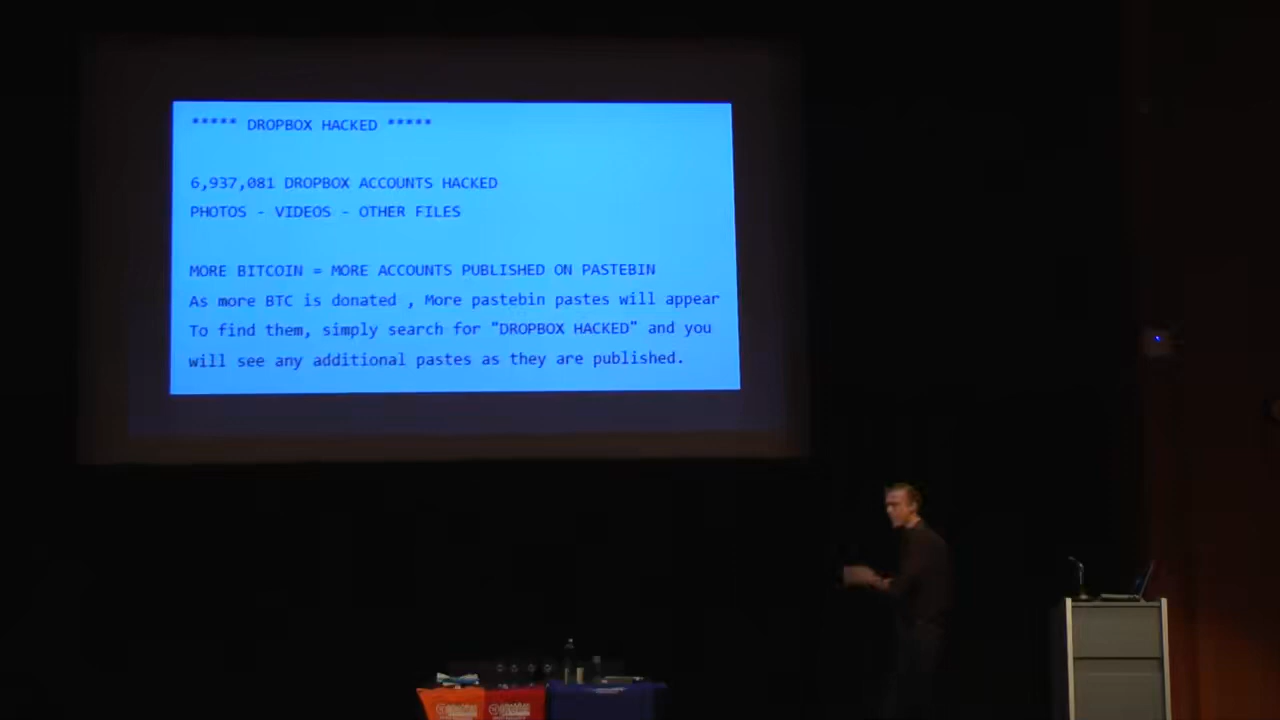 ***** DROPBOX HACKED *****
6,937,081 DROPBOX ACCOUNTS HACKED
PHOTOS - VIDEOS - OTHER FILES
MORE BITCOIN = MORE ACCOUNTS PUBLISHED ON PASTEBIN
As more BTC is donated , More pastebin pastes will appear
To find them, simply search for “DROPBOX HACKED” and you
will see any additional pastes as they are published.